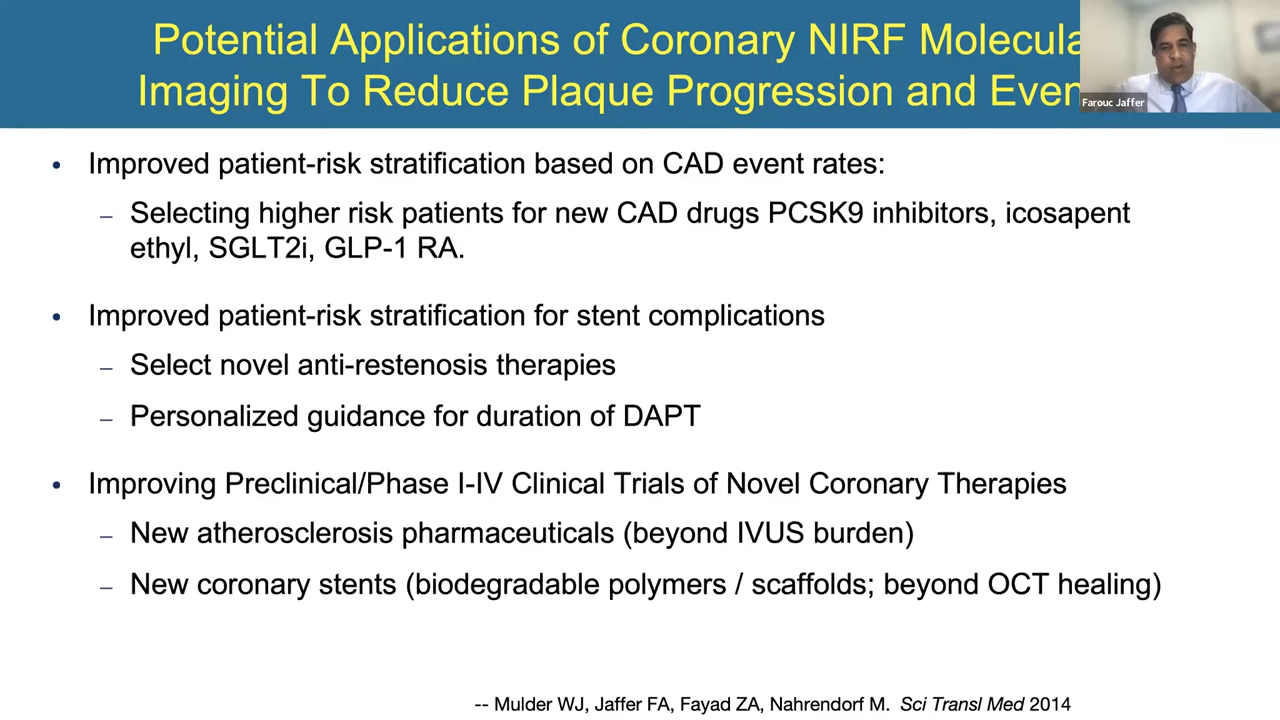 Potential Applications of Coronary NIRF Molecula
Imaging To Reduce Plaque Progression and Even
Farouc Jaffer
• Improved patient-risk stratification based on CAD event rates:
– Selecting higher risk patients for new CAD drugs PCSK9 inhibitors, icosapent
ethyl, SGLT2i, GLP-1 RA.
• Improved patient-risk stratification for stent complications
– Select novel anti-restenosis therapies
– Personalized guidance for duration of DAPT
• Improving Preclinical/Phase I-IV Clinical Trials of Novel Coronary Therapies
– New atherosclerosis pharmaceuticals (beyond IVUS burden)
– New coronary stents (biodegradable polymers / scaffolds; beyond OCT healing)
-- Mulder WJ, Jaffer FA, Fayad ZA, Nahrendorf M. Sci Transl Med 2014